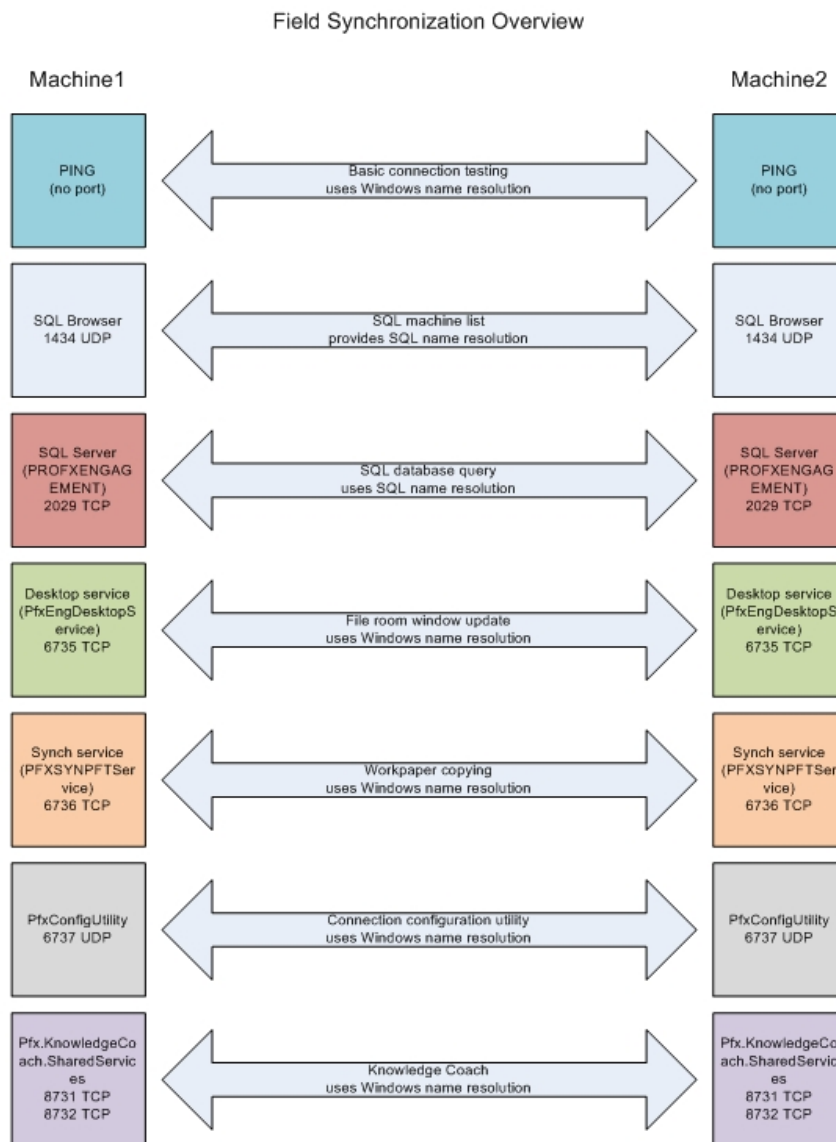 Field Synchronization Overview
Machine1
Machine2
PING
(no port)
Basic connection testing
uses Windows name resolution
PING
(no port)
SQL Browser
1434 UDP
SQL machine list
provides SQL name resolution
SQL Browser
1434 UDP
SQL Server
(PROFXENGAG
EMENT)
2029 TCP
SQL database query
uses SQL name resolution
SQL Server
(PROFXENGAG
EMENT)
2029 TCP
Desktop service
(PfxEngDesktopS
ervice)
6735 TCP
File room window update
uses Windows name resolution
Desktop service
(PfxEngDesktopS
ervice)
6735 TCP
Synch service
(PFXSYNPFTSer
vice)
6736 TCP
Workpaper copying
uses Windows name resolution
Synch service
(PFXSYNPFTSer
vice)
6736 TCP
PfxConfigUtility
6737 UDP
Connection configuration utility
uses Windows name resolution
PfxConfigUtility
6737 UDP
Pfx.KnowledgeCo
ach.SharedServic
es
8731 TCP
8732 TCP
Knowledge Coach
uses Windows name resolution
Pfx.KnowledgeCo
ach.SharedServic
es
8731 TCP
8732 TCP